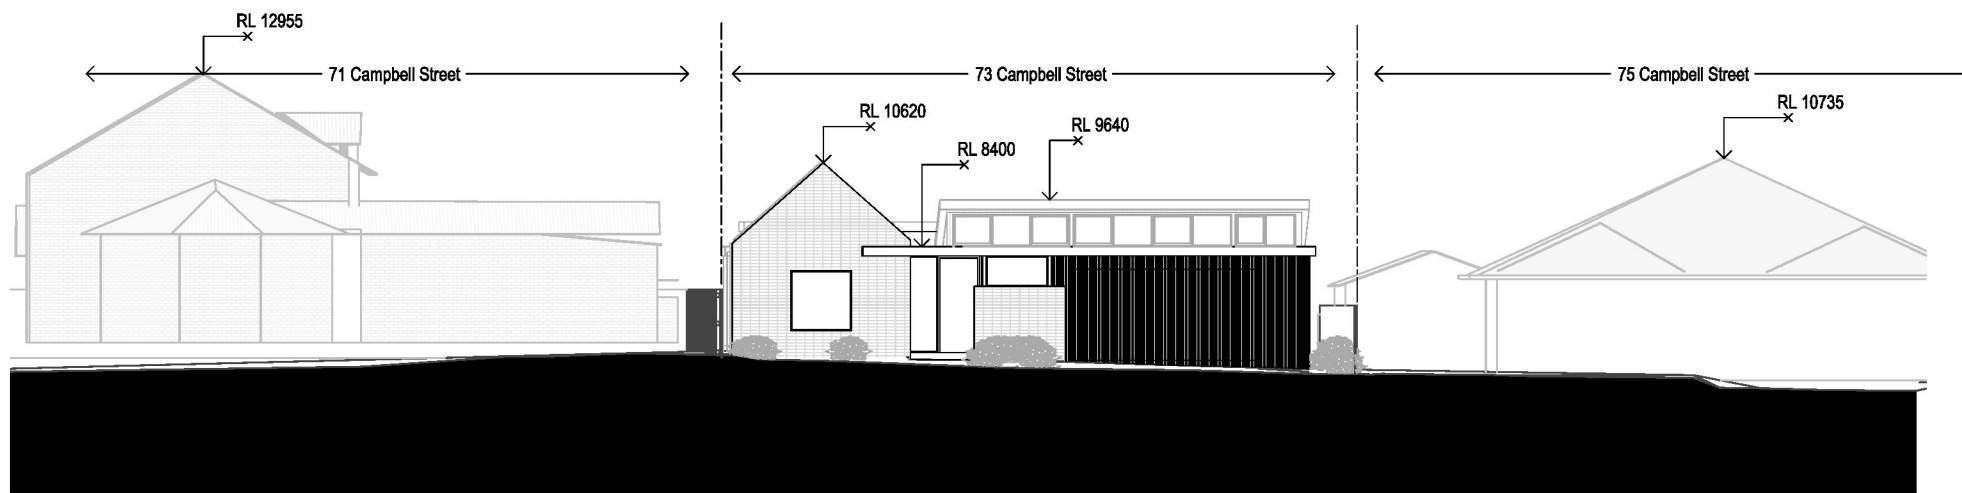 RL 12955
71 Campbell Street
73 Campbell Street
75 Campbell Street
RL 10620
RL 9640
RL 8400
RL 10735